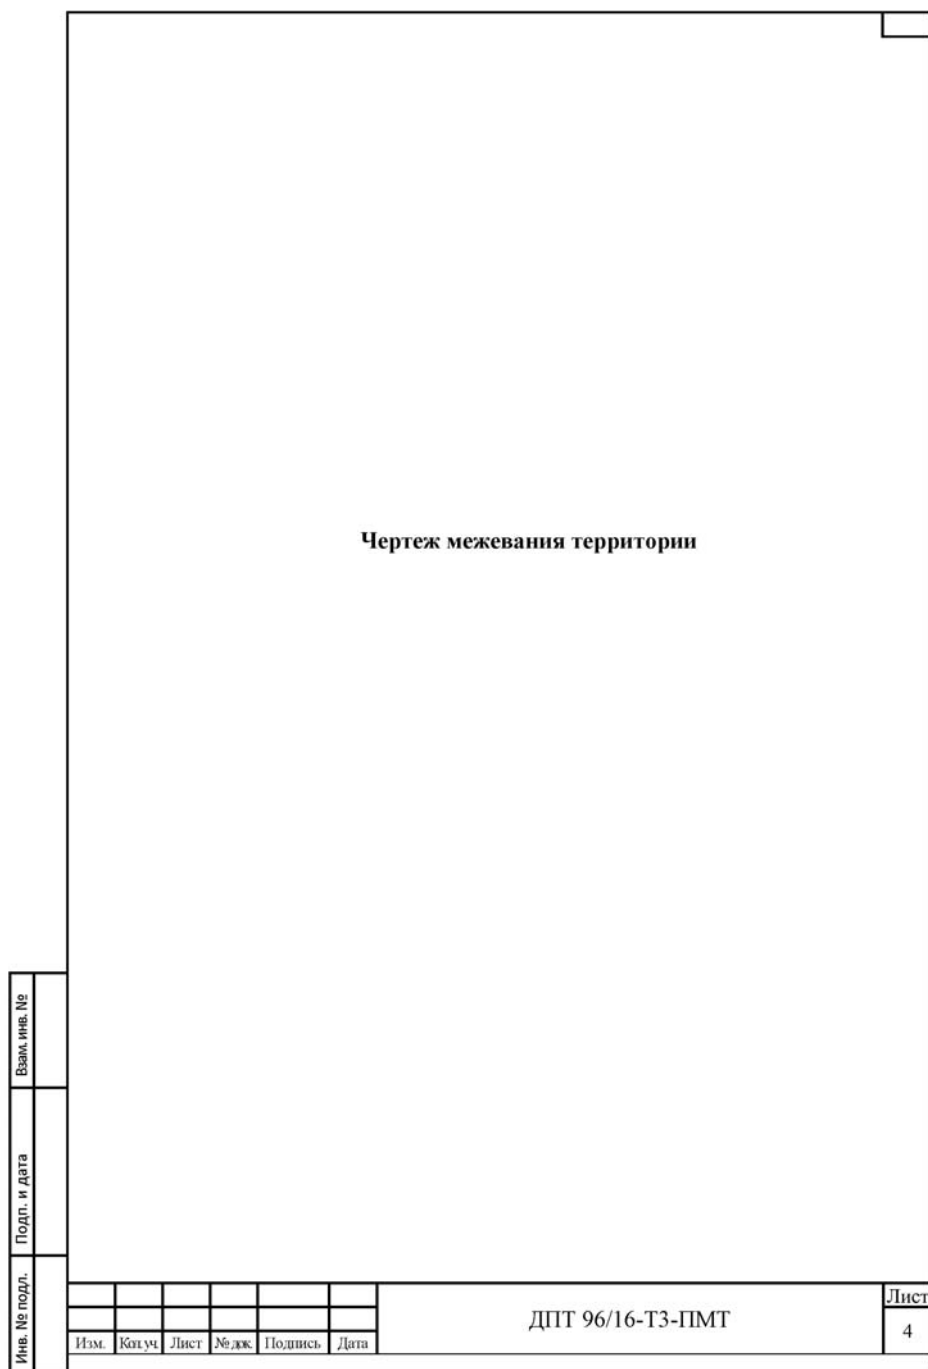 Чертеж межевания территории
Взам. инв. №
Подп. и дата
Инв. № подл.
Изм. Кол.уч. Лист № док. Подпись Дата
ДПТ 96/16-ТЗ-ПМТ
Лист
4